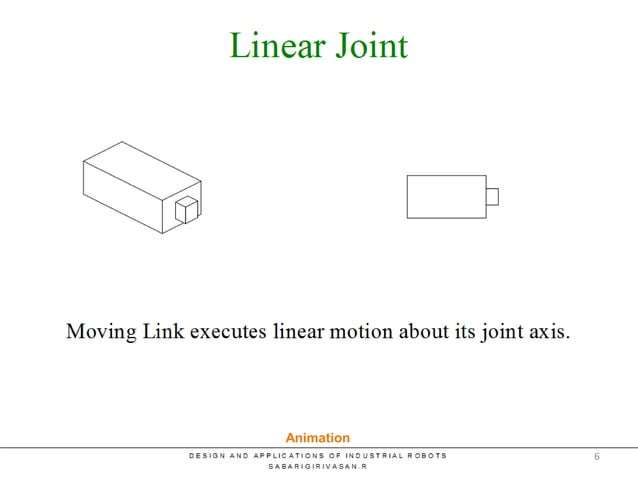 Linear Joint
Moving Link executes linear motion about its joint axis.
Animation
DESIGN AND APPLICATIONS OF INDUSTRIAL ROBOTS
SABARIGIRIVASAN.R
6